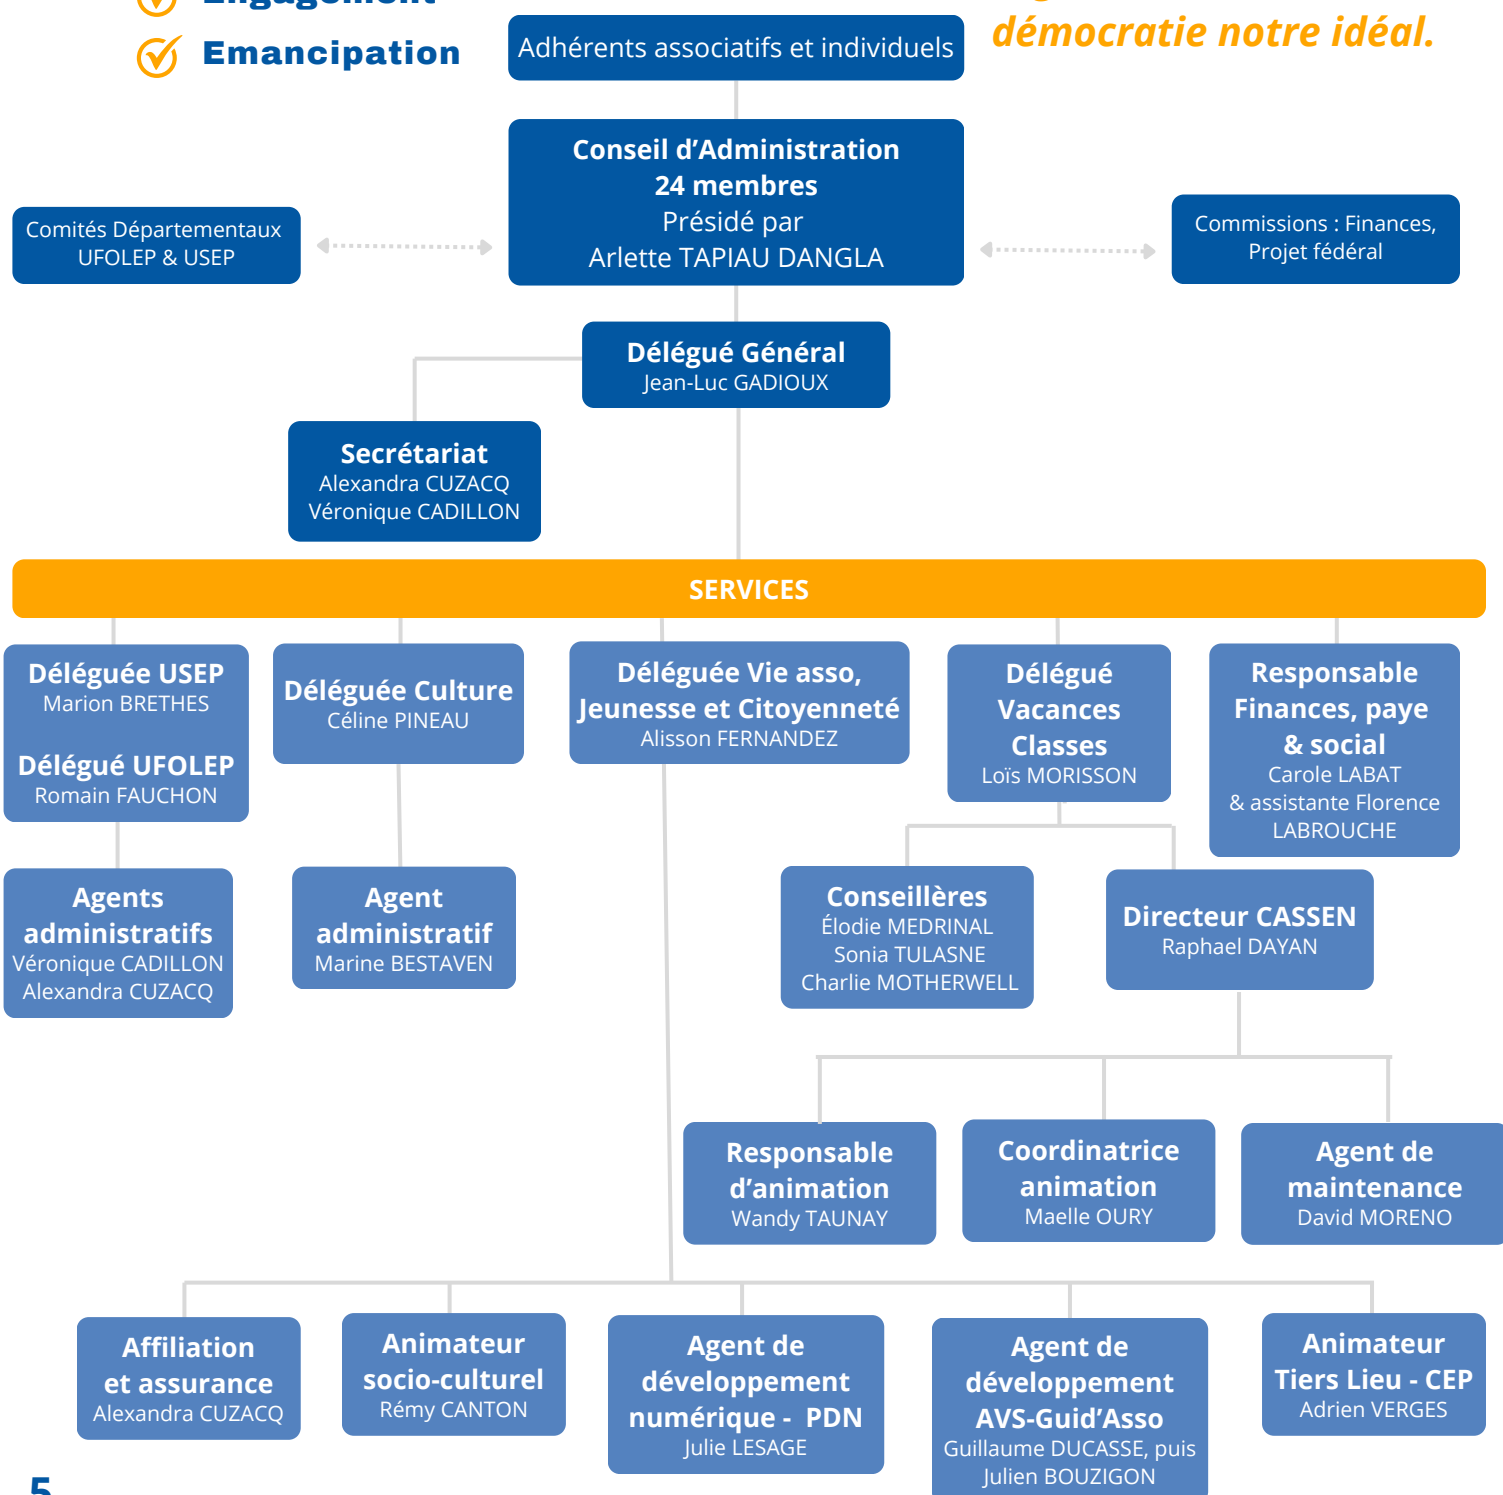 Engagement
Emancipation
démocratie notre idéal.
Adhérents associatifs et individuels
Conseil d’Administration
24 membres
Présidé par
Arlette TAPIAU DANGLA
Comités Départementaux
UFOLEP & USEP
Commissions : Finances,
Projet fédéral
Délégué Général
Jean-Luc GADIOUX
Secrétariat
Alexandra CUZACQ
Véronique CADILLON
SERVICES
Déléguée USEP
Marion BRETHES
Délégué UFOLEP
Romain FAUCHON
Déléguée Culture
Céline PINEAU
Déléguée Vie asso,
Jeunesse et Citoyenneté
Alisson FERNANDEZ
Délégué
Vacances
Classes
Loïs MORISSON
Responsable
Finances, paye
& social
Carole LABAT
& assistante Florence
LABROUCHE
Agents
administratifs
Véronique CADILLON
Alexandra CUZACQ
Agent
administratif
Marine BESTAVEN
Conseillères
Élodie MEDRINAL
Sonia TULASNE
Charlie MOTHERWELL
Directeur CASSEN
Raphael DAYAN
Responsable
d’animation
Wandy TAUNAY
Coordinatrice
animation
Maelle OURY
Agent de
maintenance
David MORENO
Affiliation
et assurance
Alexandra CUZACQ
Animateur
socio-culturel
Rémy CANTON
Agent de
développement
numérique - PDN
Julie LESAGE
Agent de
développement
AVS-Guid’Asso
Guillaume DUCASSE, puis
Julien BOUZIGON
Animateur
Tiers Lieu - CEP
Adrien VERGES
5